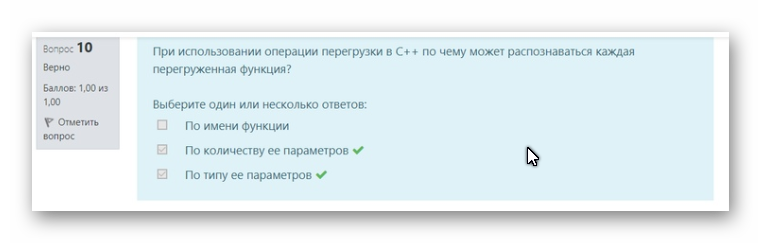 Вопрос 10
Верно
Баллов: 1,00 из
1,00
Отметить
вопрос
При использовании операции перегрузки в С++ по чему может распознаваться каждая
перегруженная функция?
Выберите один или несколько ответов:
По имени функции
По количеству ее параметров
По типу ее параметров